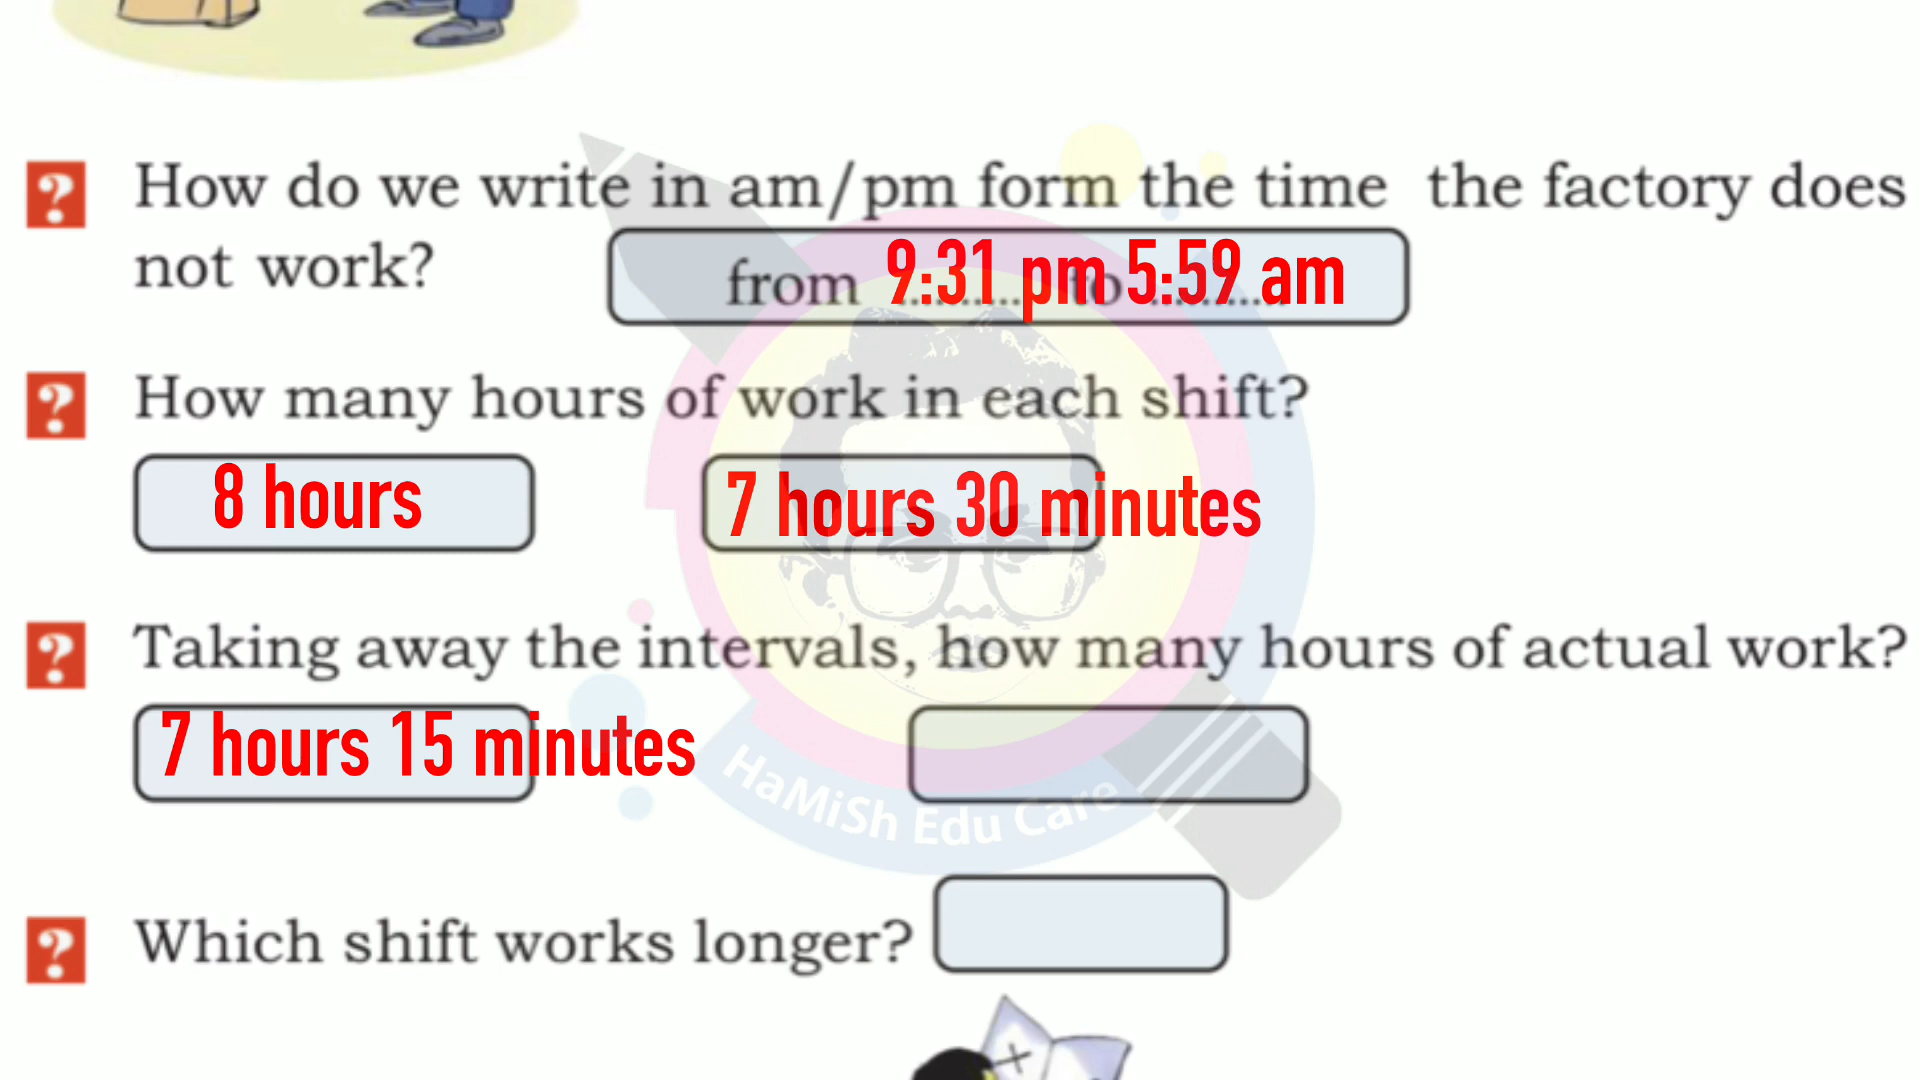 ? How do we write in am/pm form the time the factory does
not work? from 9:31 pm to 5:59 am
? How many hours of work in each shift?
8 hours 7 hours 30 minutes
? Taking away the intervals, how many hours of actual work?
7 hours 15 minutes
HaMiSh Edu Care
? Which shift works longer?